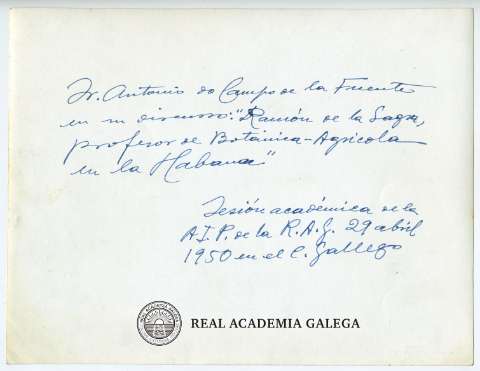 Dr. Antonio do Campo de la Fuente
en su discurso: "Ramón de la Sagra,
profesor de Botánica-Agrícola
en la Habana"
Sesión académica de la
A.I.P. de la R.A.G. 29 abril
1950 en el C. Gallego
REAL ACADEMIA GALEGA